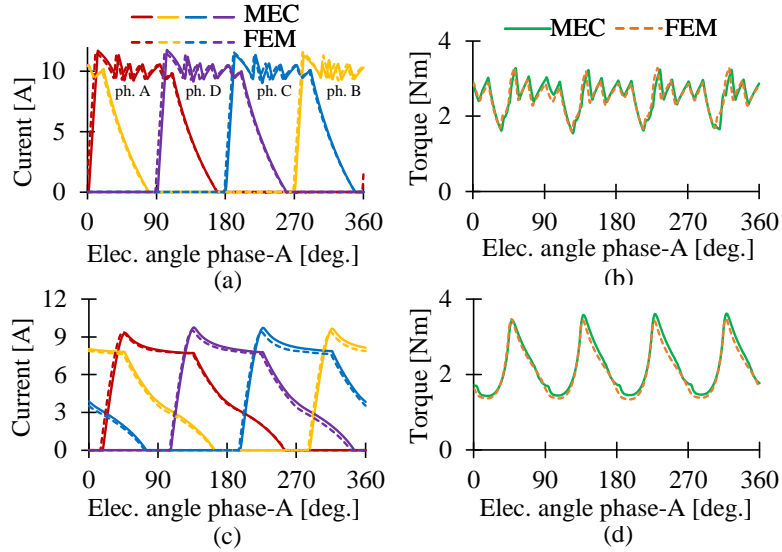 MEC
FEM
Curent [A]
10
5
0
ph. A
ph. D
ph. C
ph. B
0 90 180 270 360
Elec. angle phase-A [deg.]
(a)
MEC FEM
Torque [Nm]
4
2
0
0 90 180 270 360
Elec. angle phase-A [deg.]
(b)
Current [A]
12
9
6
3
0
0 90 180 270 360
Elec. angle phase-A [deg.]
(c)
Torque [Nm]
4
2
0
0 90 180 270 360
Elec. angle phase-A [deg.]
(d)